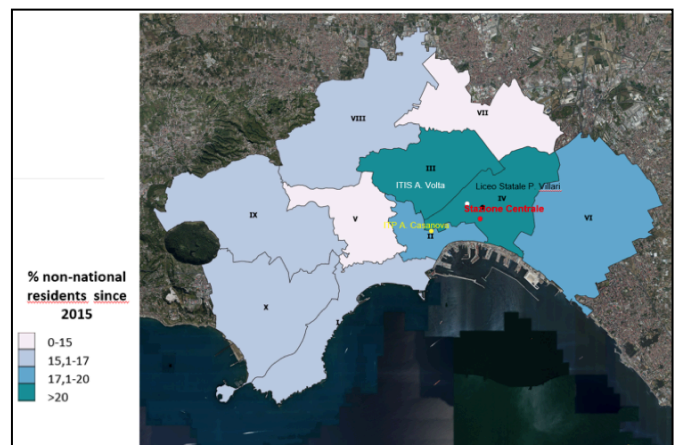 VIII
VII
III
ITIS A. Volta
Liceo Statale P. Villari
IV
Stazione Centrale
VI
IX
V
IPP A. Casanova
II
X
I
% non-national
residents since
2015
0-15
15,1-17
17,1-20
>20